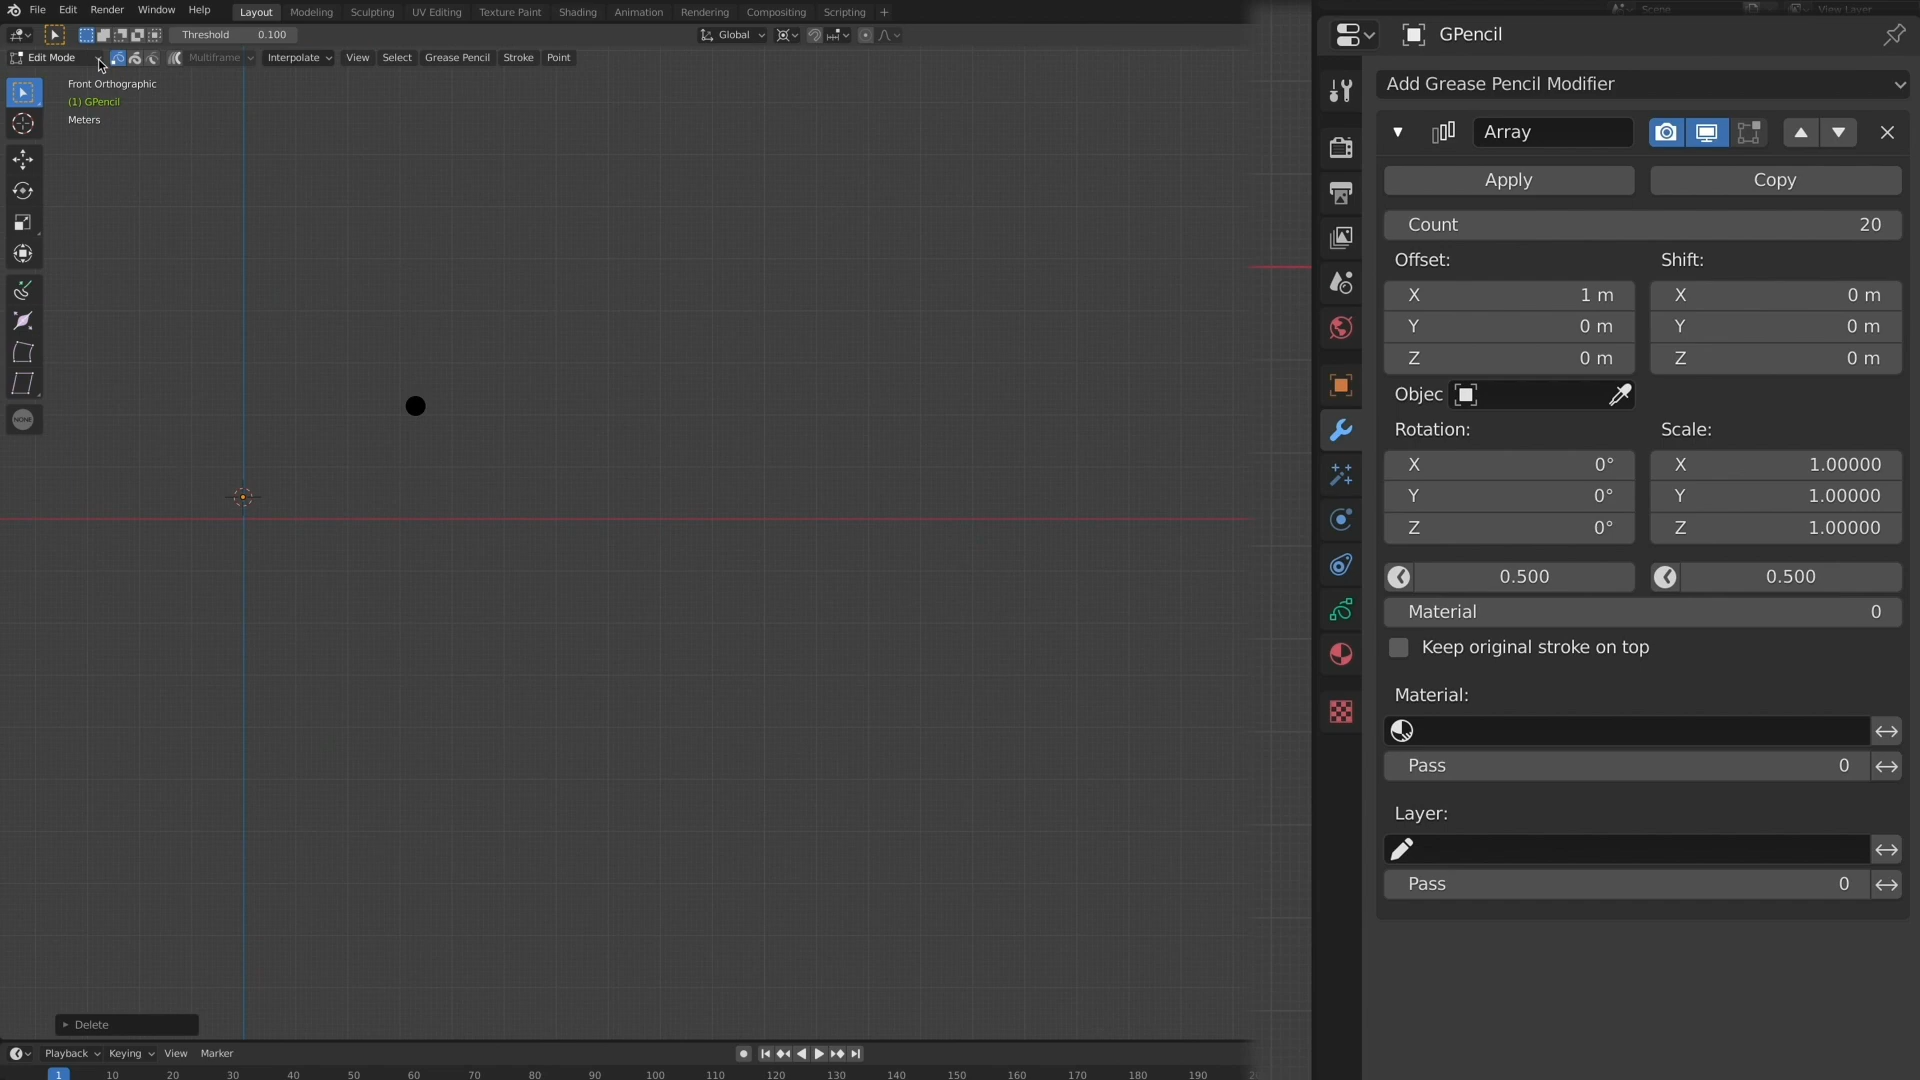 File Edit Render Window Help Layout Modeling Sculpting UV Editing Texture Paint Shading Animation Rendering Compositing Scripting +
Scene View Layer
Threshold 0.100 Global
GPencil
Edit Mode Multiframe Interpolate View Select Grease Pencil Stroke Point
Front Orthographic
(1) GPencil
Meters
Add Grease Pencil Modifier
Array
Apply Copy
Count 20
Offset: Shift:
X 1 m X 0 m
Y 0 m Y 0 m
Z 0 m Z 0 m
Objec
Rotation: Scale:
X 0° X 1.00000
Y 0° Y 1.00000
Z 0° Z 1.00000
0.500 0.500
Material 0
Keep original stroke on top
Material:
Pass 0
Layer:
Pass 0
NONE
Delete
Playback Keying View Marker
1 10 20 30 40 50 60 70 80 90 100 110 120 130 140 150 160 170 180 190